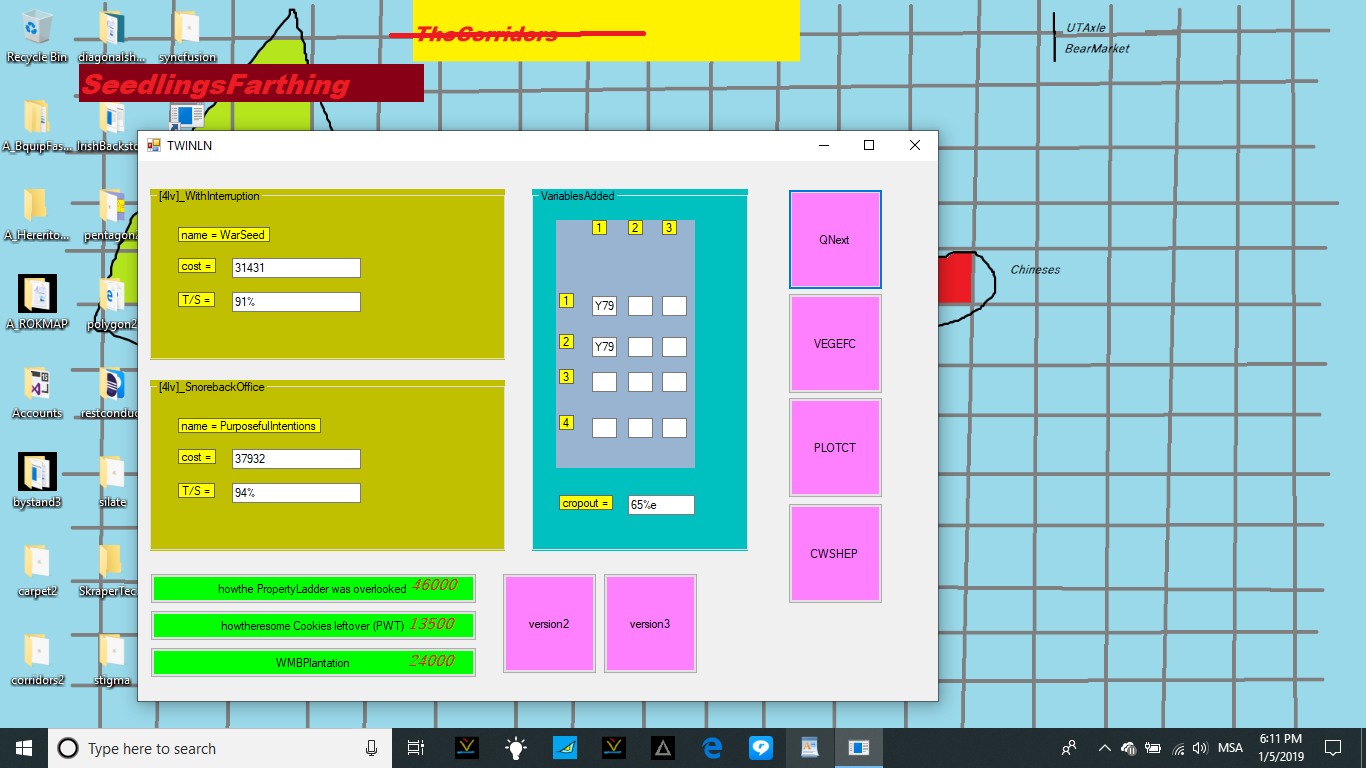 TheCorridors
UTAxle
BearMarket
Recycle Bin
diagonalsh...
syncfusion
SeedlingsFarthing
A_BquipFas...
IrishBacksto
A_Hererito...
pentagon.
A_ROKMAP
polygon2
Accounts
restconduc
bystand3
silate
carpet2
SkraperTec
corridors2
stigma
Chineses
TWINLN
[4lv]_WithInterruption
name = WarSeed
cost = 31431
T/S = 91%
[4lv]_SnorebackOffice
name = PurposefulIntentions
cost = 37932
T/S = 94%
howthe PropertyLadder was overlooked 46000
howtheresome Cookies leftover (PWT) 13500
WMBPlantation 24000
VariablesAdded
1 2 3
1 Y79
2 Y79
3
4
cropout = 65%e
version2
version3
QNext
VEGEFC
PLOTCT
CWSHEP
Type here to search
MSA
6:11 PM
1/5/2019